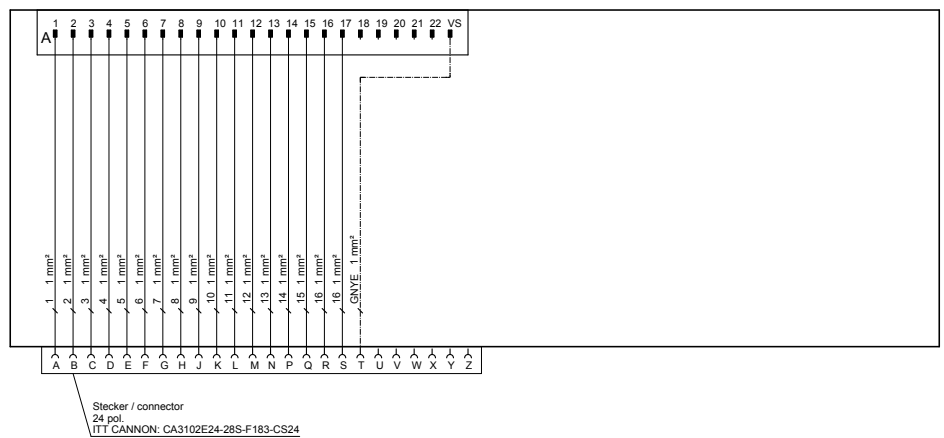 1 2 3 4 5 6 7 8 9 10 11 12 13 14 15 16 17 18 19 20 21 22 VS
A
1 1 mm²
2 1 mm²
3 1 mm²
4 1 mm²
5 1 mm²
6 1 mm²
7 1 mm²
8 1 mm²
9 1 mm²
10 1 mm²
11 1 mm²
12 1 mm²
13 1 mm²
14 1 mm²
15 1 mm²
16 1 mm²
16 1 mm²
GNYE 1 mm²
A B C D E F G H J K L M N P Q R S T U V W X Y Z
Stecker / connector
24 pol.
ITT CANNON: CA3102E24-28S-F183-CS24